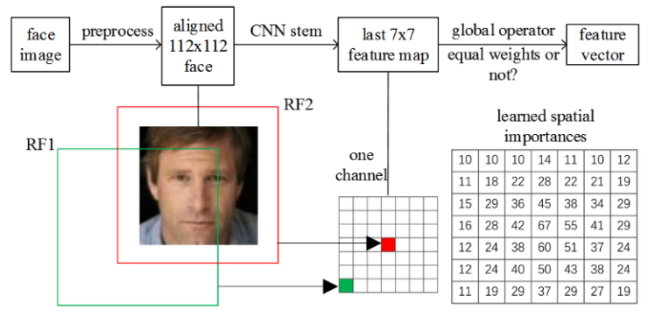 face
image
preprocess
aligned
112x112
face
CNN stem
last 7x7
feature map
global operator
equal weights or
not?
feature
vector
RF2
RF1
one
channel
learned spatial
importances
10 10 10 14 11 10 12
11 18 22 28 22 21 19
15 29 36 45 38 34 29
16 28 42 67 55 41 29
12 24 38 60 51 37 24
12 24 40 50 43 38 24
11 19 29 37 29 27 19